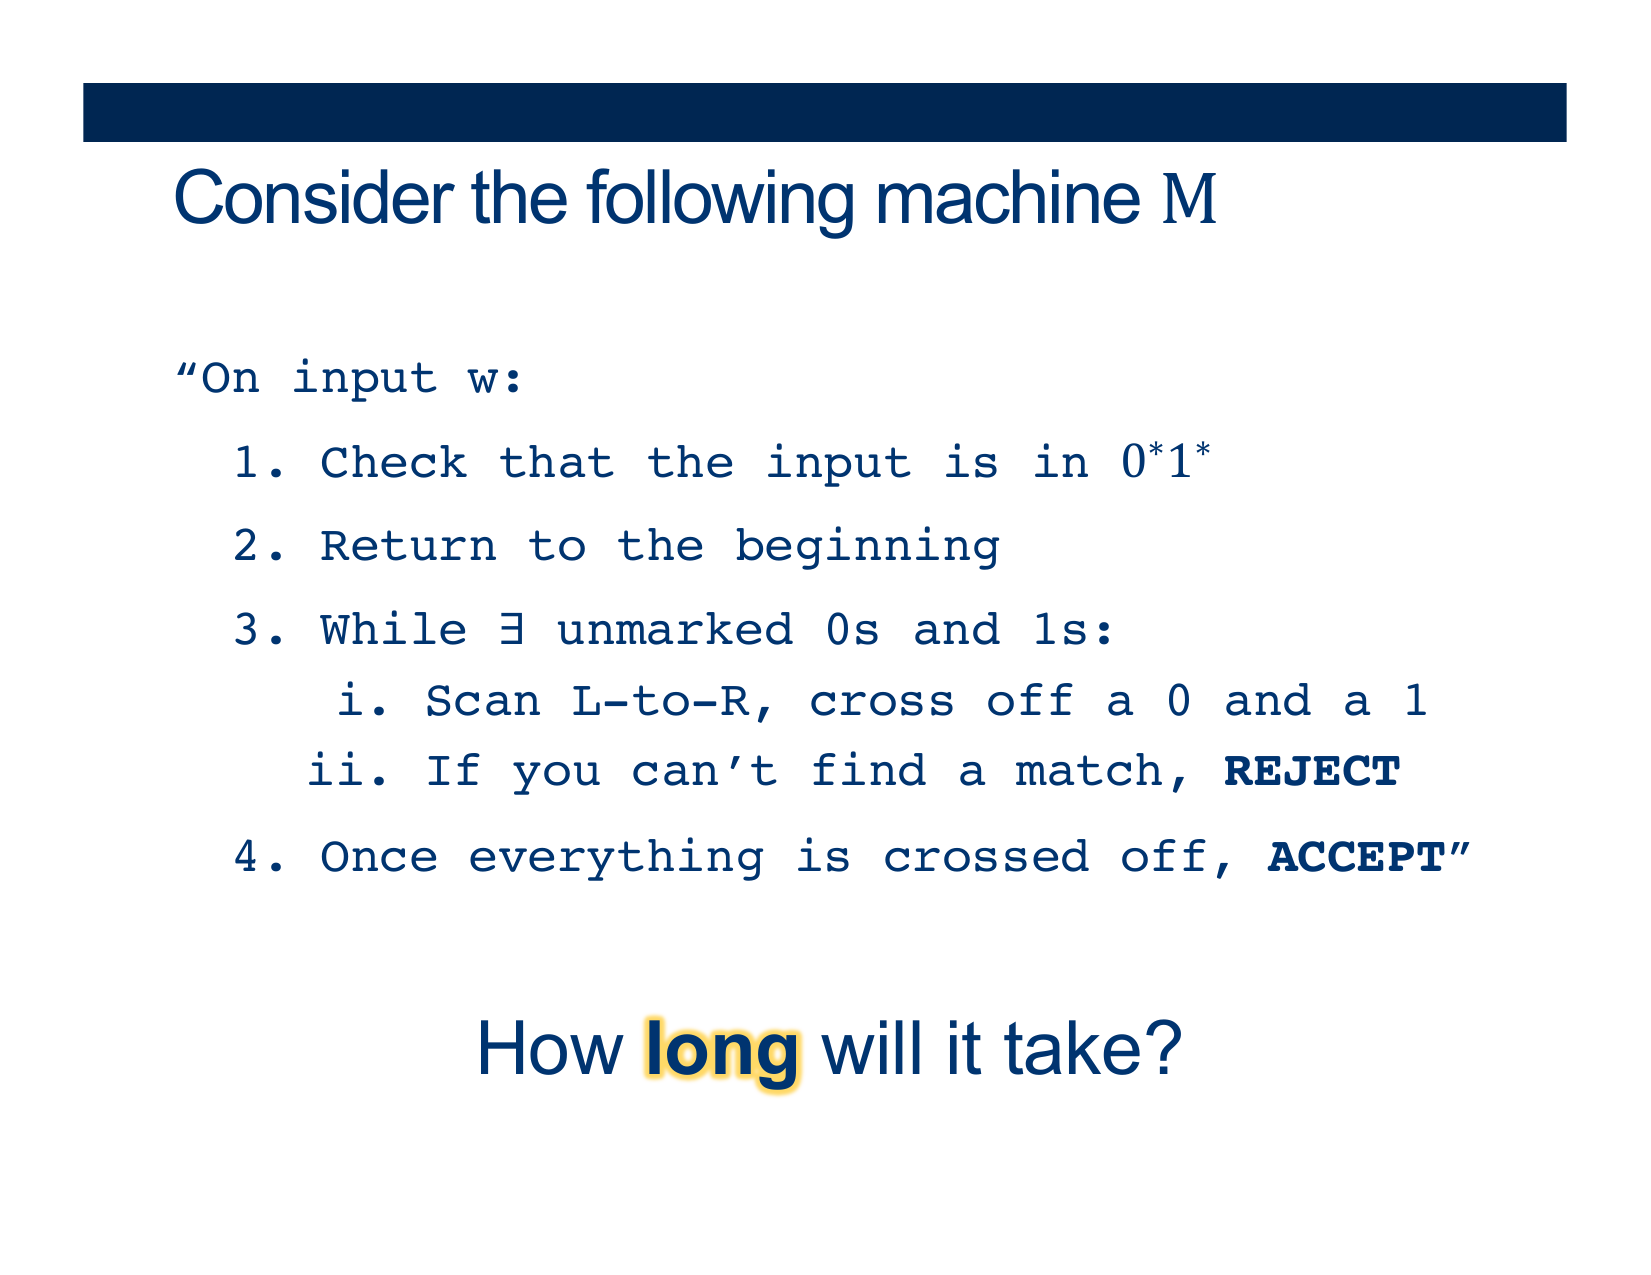 Consider the following machine M
“On input w:
1. Check that the input is in 0*1*
2. Return to the beginning
3. While ∃ unmarked 0s and 1s:
i. Scan L-to-R, cross off a 0 and a 1
ii. If you can’t find a match, REJECT
4. Once everything is crossed off, ACCEPT”
How long will it take?